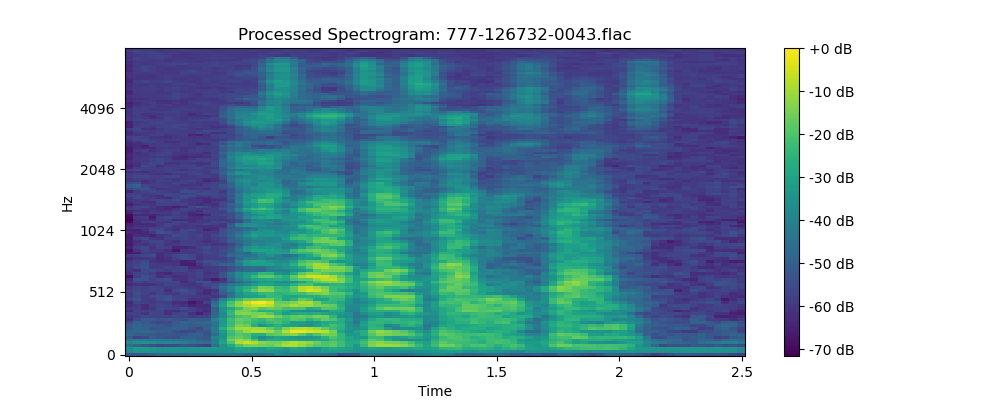 Processed Spectrogram: 777-126732-0043.flac
Hz
4096
2048
1024
512
0
0
0.5
1
1.5
2
2.5
Time
+0 dB
-10 dB
-20 dB
-30 dB
-40 dB
-50 dB
-60 dB
-70 dB